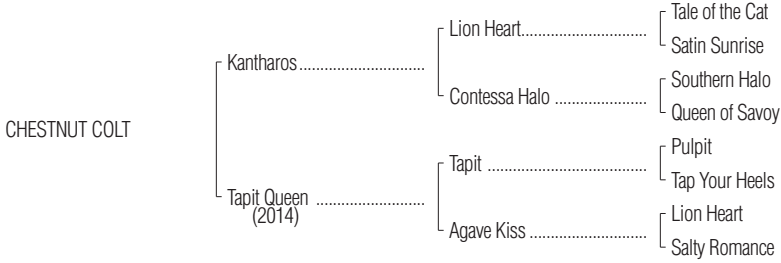 Tale of the Cat
Lion Heart..............................
Satin Sunrise
Kantharos..............................
Southern Halo
Contessa Halo ......................
Queen of Savoy
CHESTNUT COLT
Pulpit
Tapit ......................................
Tap Your Heels
Tapit Queen ..........................
(2014)
Lion Heart
Agave Kiss ............................
Salty Romance